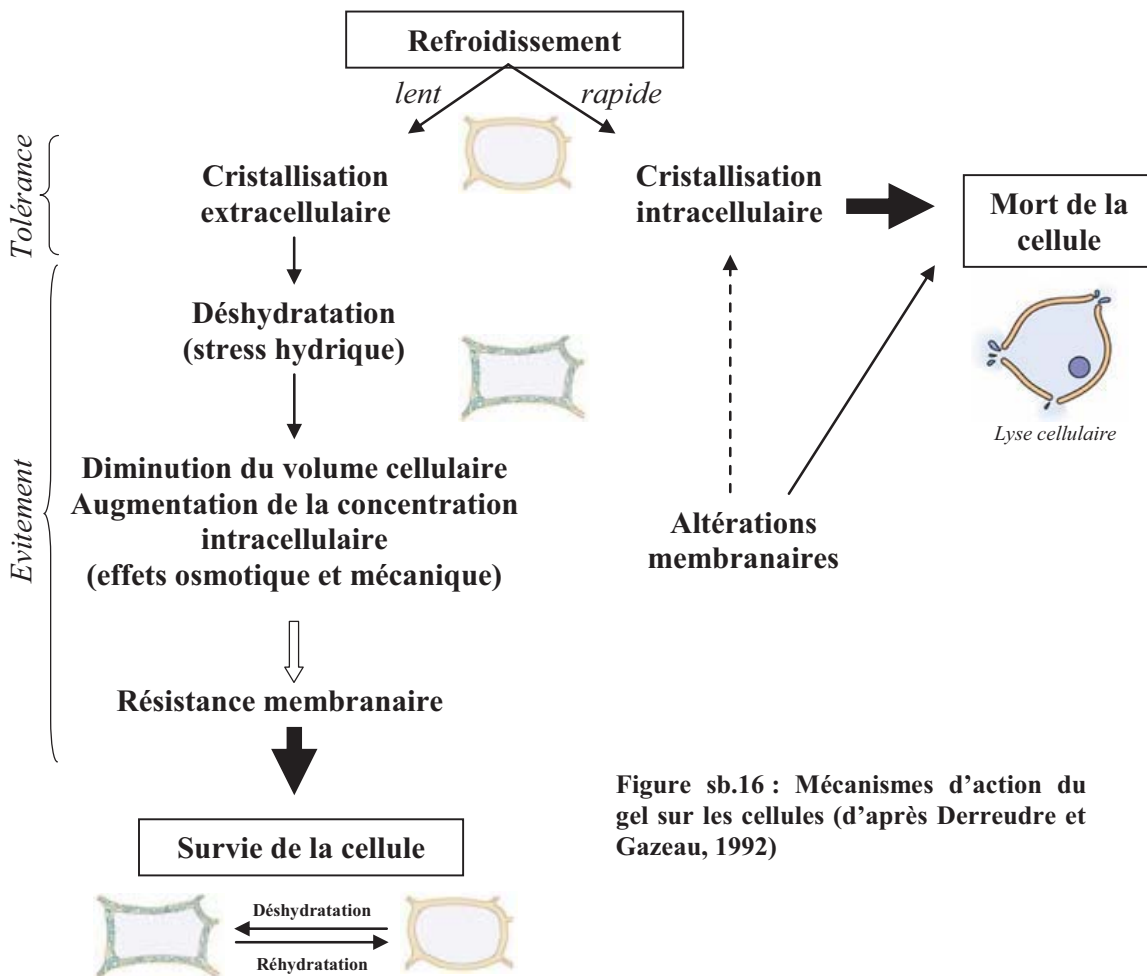 Refroidissement
lent
rapide
Tolérance
Cristallisation
extracellulaire
Cristallisation
intracellulaire
Mort de la
cellule
Lyse cellulaire
Evitement
Déshydratation
(stress hydrique)
Diminution du volume cellulaire
Augmentation de la concentration
intracellulaire
(effets osmotique et mécanique)
Altérations
membranaires
Résistance membranaire
Survie de la cellule
Déshydratation
Réhydratation
Figure sb.16 : Mécanismes d’action du
gel sur les cellules (d’après Derreudre et
Gazeau, 1992)